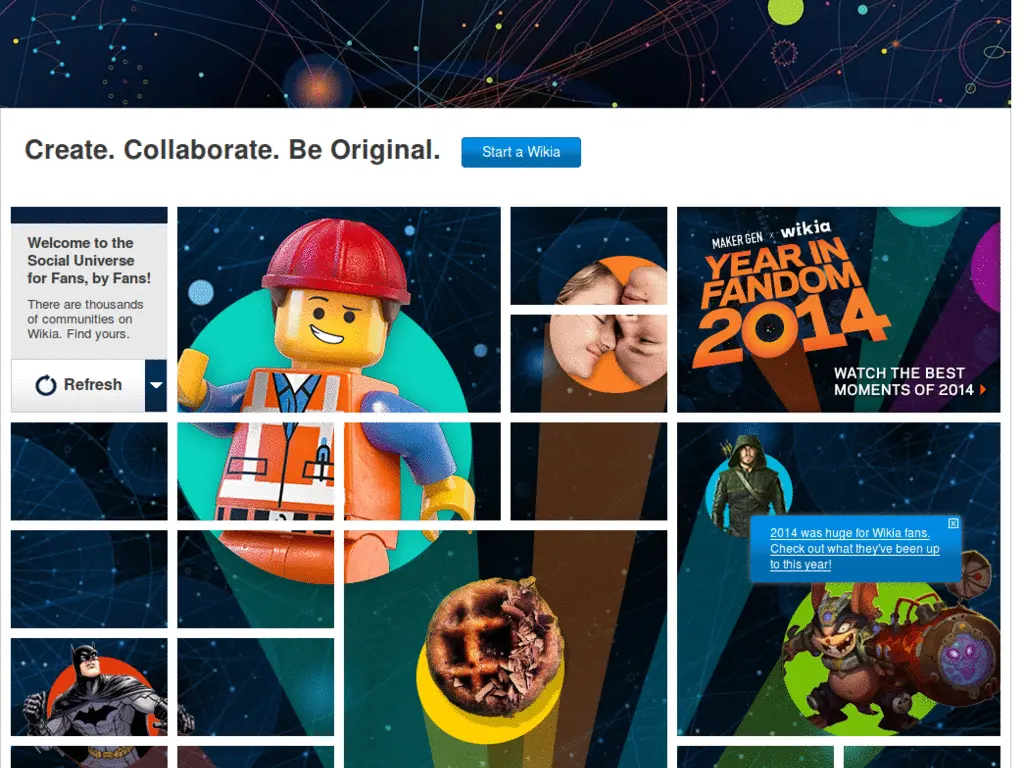 Create. Collaborate. Be Original.
Start a Wikia
Welcome to the
Social Universe
for Fans, by Fans!
There are thousands
of communities on
Wikia. Find yours.
Refresh
MAKER GEN x wikia
YEAR IN
FANDOM
2014
WATCH THE BEST
MOMENTS OF 2014
2014 was huge for Wikia fans.
Check out what they've been up
to this year!